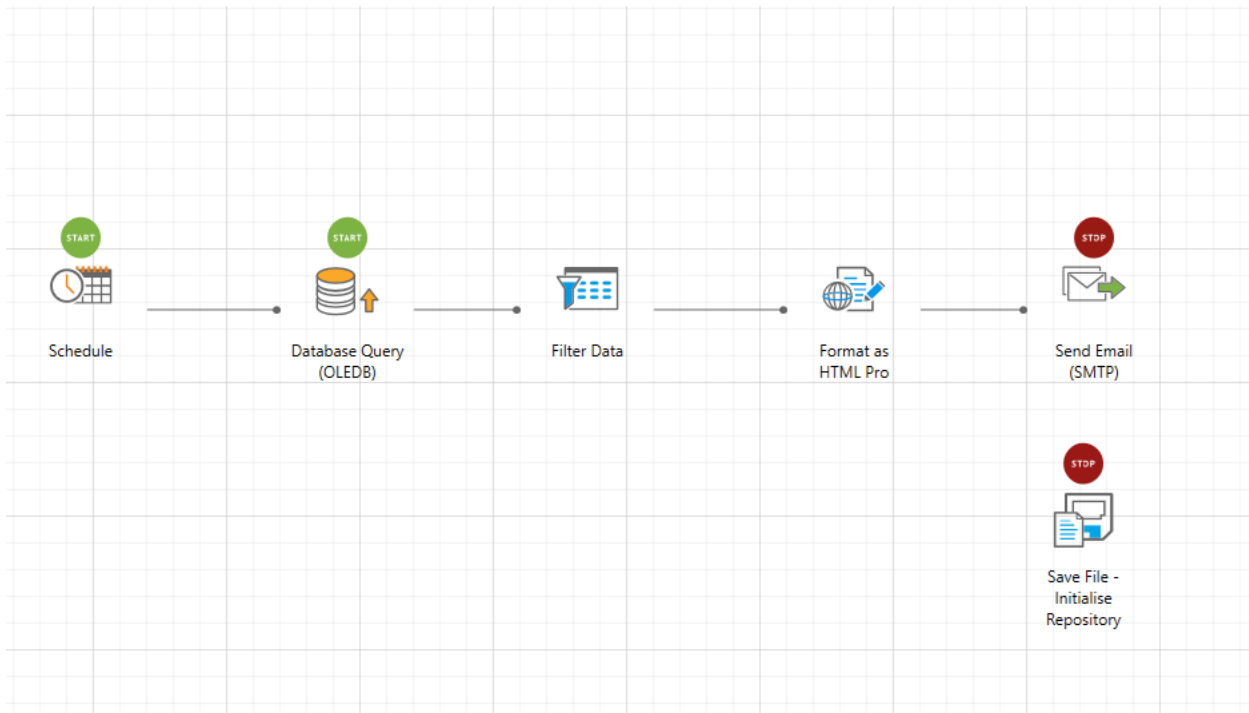 START
START
STOP
Schedule
Database Query
(OLEDB)
Filter Data
Format as
HTML Pro
Send Email
(SMTP)
STOP
Save File -
Initialise
Repository